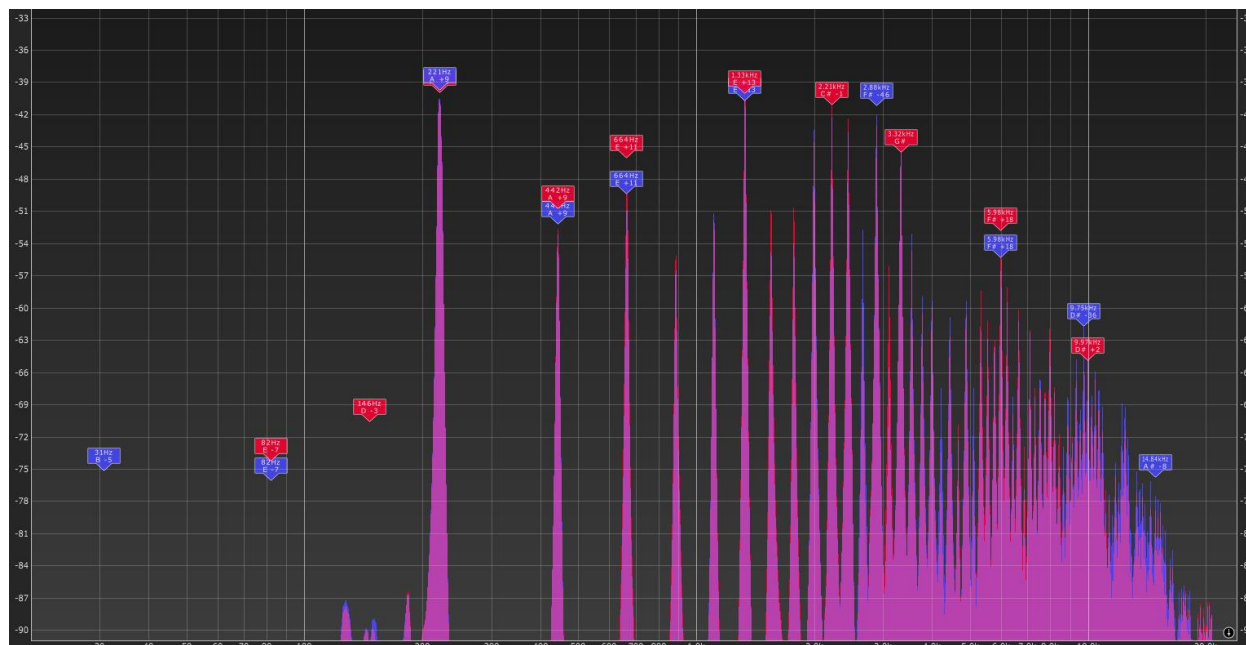 -33
-36
-39
-42
-45
-48
-51
-54
-57
-60
-63
-66
-69
-72
-75
-78
-81
-84
-87
-90
221Hz
A +9
1.33kHz
E +13
2.21kHz
C# -1
2.88kHz
F# -46
3.32kHz
G#
664Hz
E +11
664Hz
E +11
442Hz
A +9
A +9
5.98kHz
F# +18
5.98kHz
F# +18
9.75kHz
D# -36
9.97kHz
D# +2
146Hz
D -3
82Hz
E -7
82Hz
E -7
31Hz
B -5
14.84kHz
A# -8